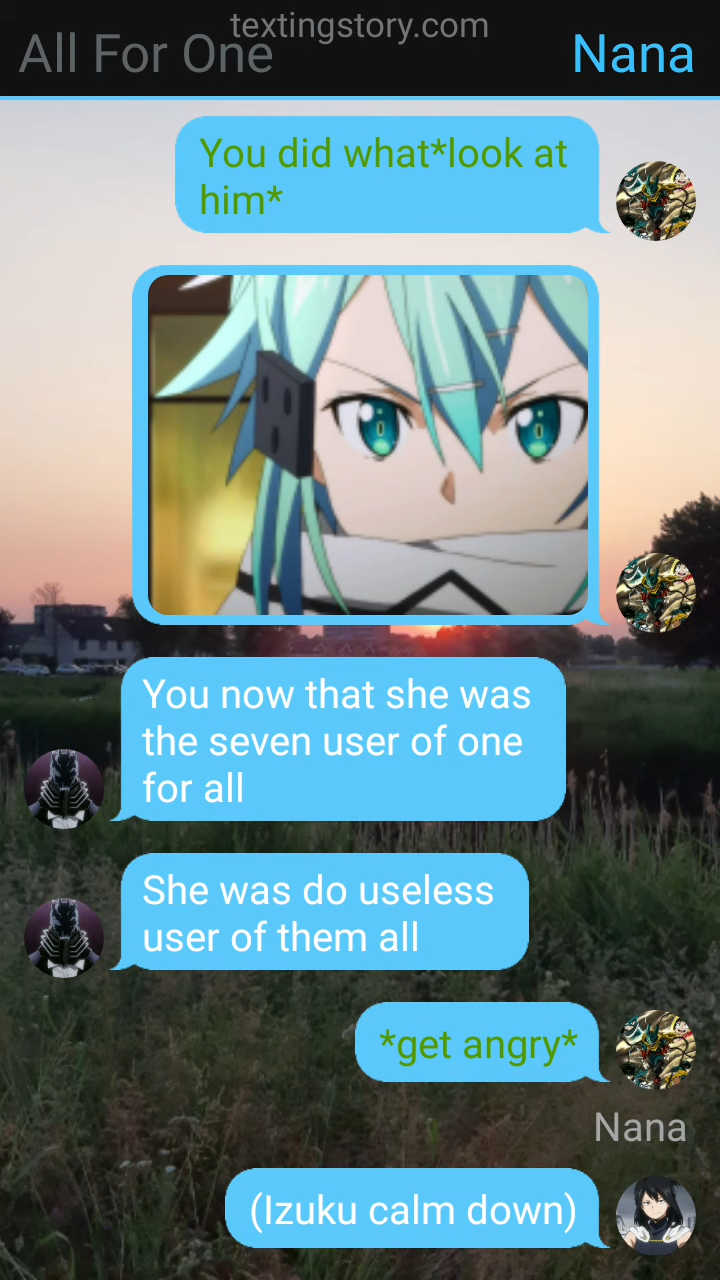 textingstory.com
All For One
Nana
You did what*look at
him*
You now that she was
the seven user of one
for all
She was do useless
user of them all
*get angry*
Nana
(Izuku calm down)